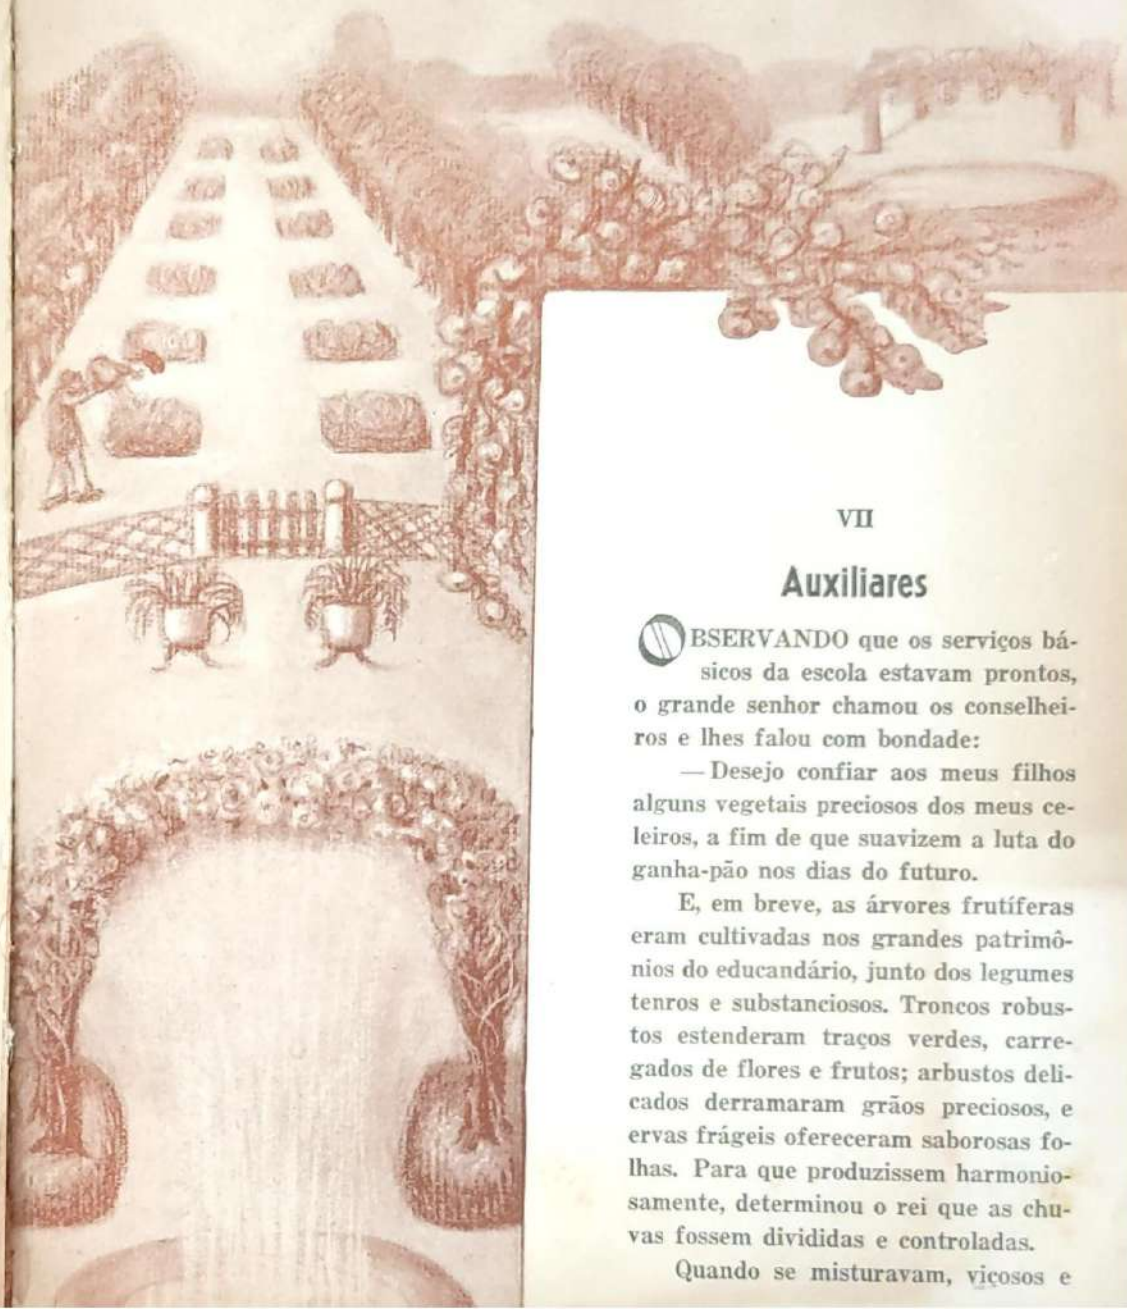 VII
Auxiliares
OBSERVANDO que os serviços bá-
sicos da escola estavam prontos,
o grande senhor chamou os conselhei-
ros e lhes falou com bondade:
— Desejo confiar aos meus filhos
alguns vegetais preciosos dos meus ce-
leiros, a fim de que suavizem a luta do
ganha-pão nos dias do futuro.
E, em breve, as árvores frutíferas
eram cultivadas nos grandes patrimô-
nios do educandário, junto dos legumes
tenros e substanciosos. Troncos robus-
tos estenderam traços verdes, carre-
gados de flores e frutos; arbustos deli-
cados derramaram grãos preciosos, e
ervas frágeis ofereceram saborosas fo-
lhas. Para que produzissem harmonio-
samente, determinou o rei que as chu-
vas fossem divididas e controladas.
Quando se misturavam, viçosos e